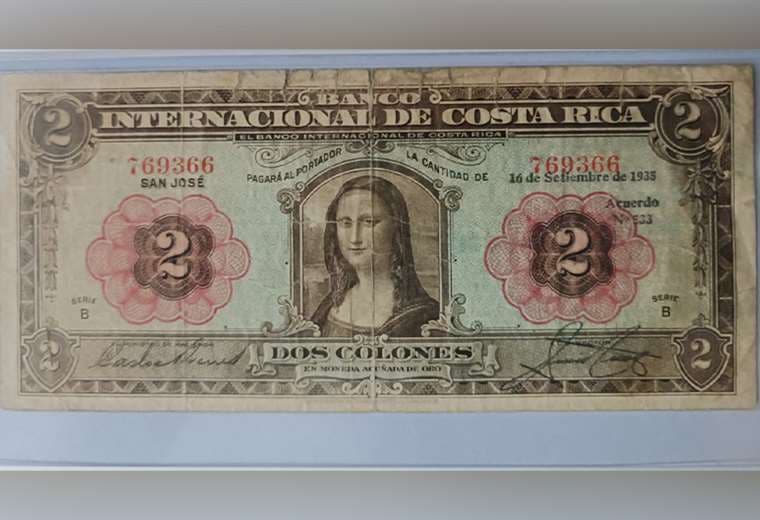 BANCO
INTERNACIONAL DE COSTA RICA
EL BANCO INTERNACIONAL DE COSTA RICA
PAGARÁ AL PORTADOR LA CANTIDAD DE
769366 769366
SAN JOSÉ 16 de Setiembre de 1935
Acuerdo
Nº 533
2 2
2 2
SERIE SERIE
B B
2 2
DOS COLONES
EN MONEDA ACUÑADA DE ORO